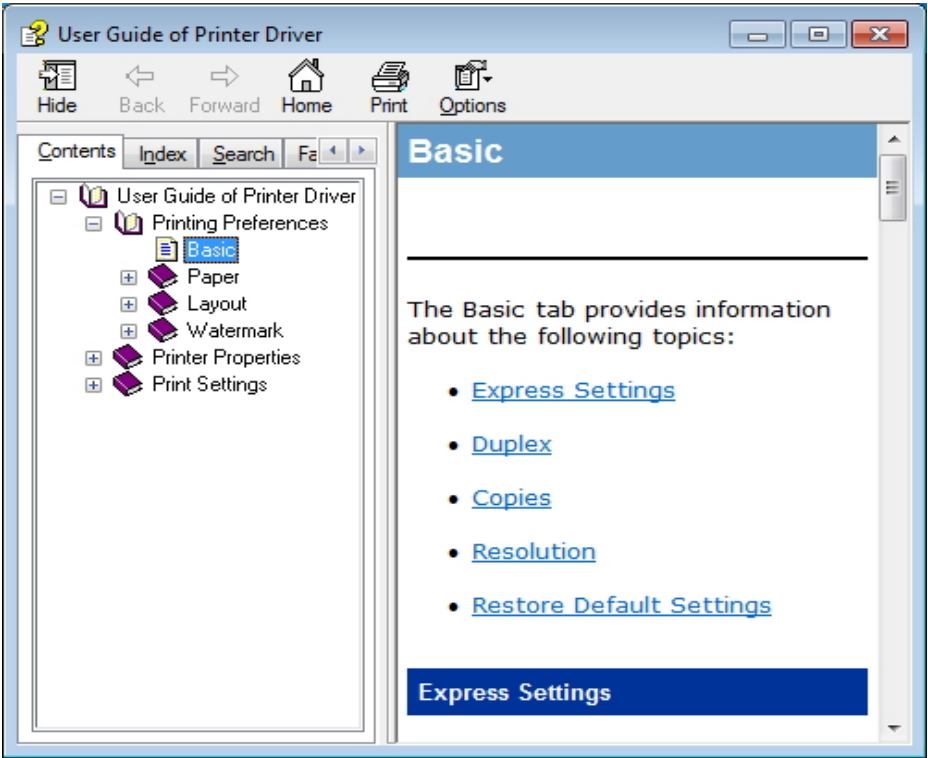 User Guide of Printer Driver
Hide Back Forward Home Print Options
Contents Index Search Fa
User Guide of Printer Driver
Printing Preferences
Basic
Paper
Layout
Watermark
Printer Properties
Print Settings
Basic
The Basic tab provides information
about the following topics:
• Express Settings
• Duplex
• Copies
• Resolution
• Restore Default Settings
Express Settings